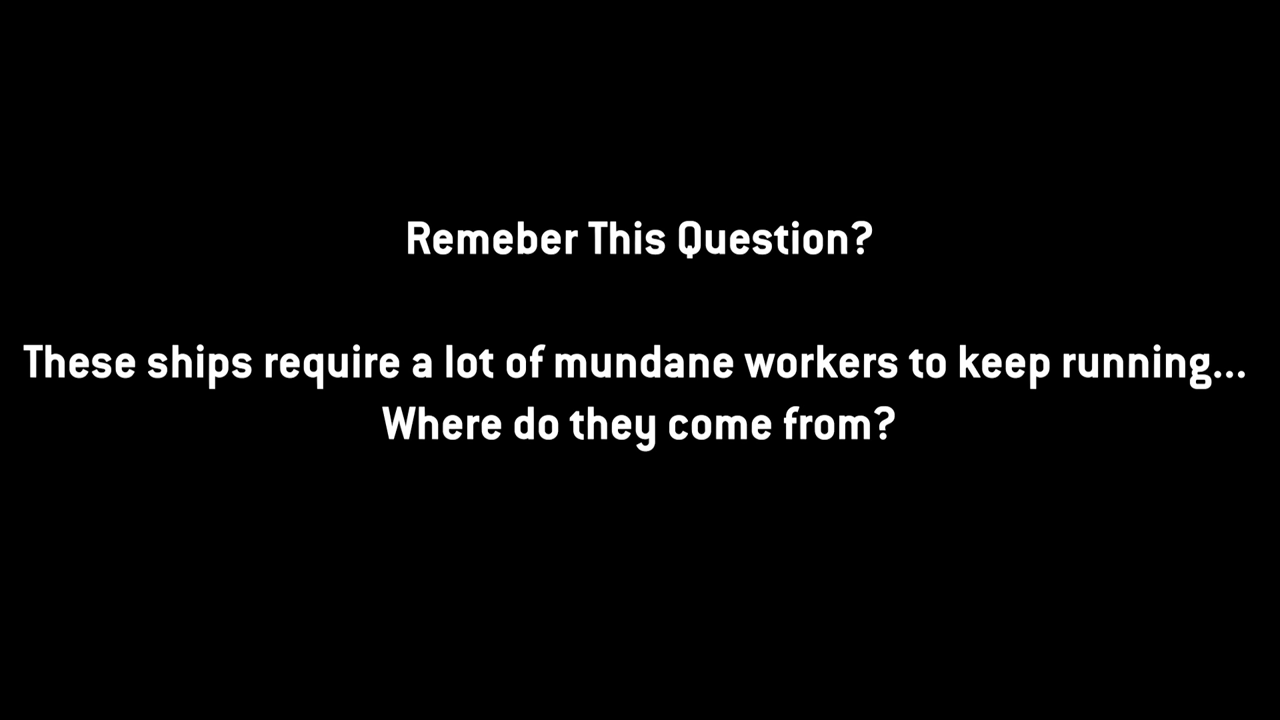 Remeber This Question?
These ships require a lot of mundane workers to keep running...
Where do they come from?